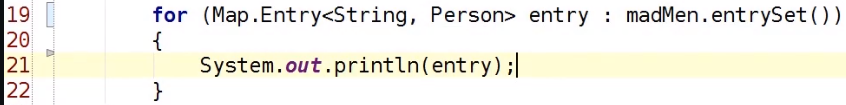 19 for (Map.Entry<String, Person> entry : madMen.entrySet())
20 {
21 System.out.println(entry);
22 }